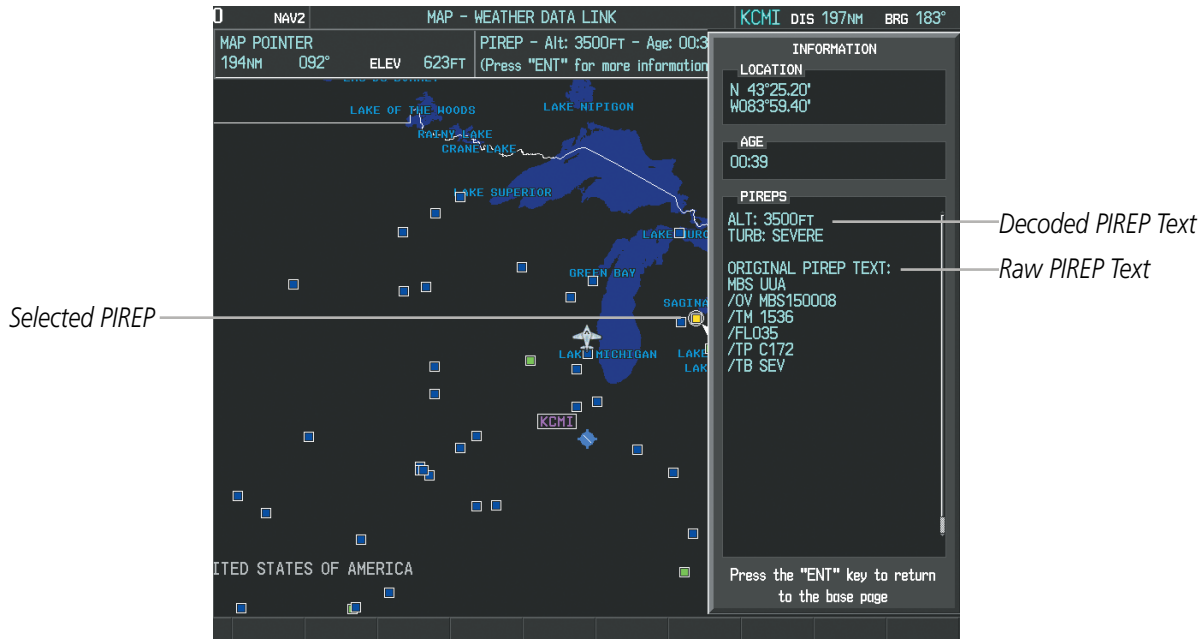 NAV2
MAP – WEATHER DATA LINK
KCMI DIS 197NM BRG 183°
MAP POINTER
194NM 092° ELEV 623FT
PIREP – Alt: 3500FT – Age: 00:3
(Press "ENT" for more information
INFORMATION
LOCATION
N 43°25.20'
W083°59.40'
AGE
00:39
PIREPS
ALT: 3500FT
TURB: SEVERE
ORIGINAL PIREP TEXT:
MBS UUA
/OV MBS150008
/TM 1536
/FL035
/TP C172
/TB SEV
Press the "ENT" key to return
to the base page
Decoded PIREP Text
Raw PIREP Text
Selected PIREP
LAKE OF THE WOODS
LAKE NIPIGON
RAINY LAKE
CRANE LAKE
LAKE SUPERIOR
LAKE HURO
GREEN BAY
SAGINA
LAKE MICHIGAN
LAKE
LAK
KCMI
ITED STATES OF AMERICA